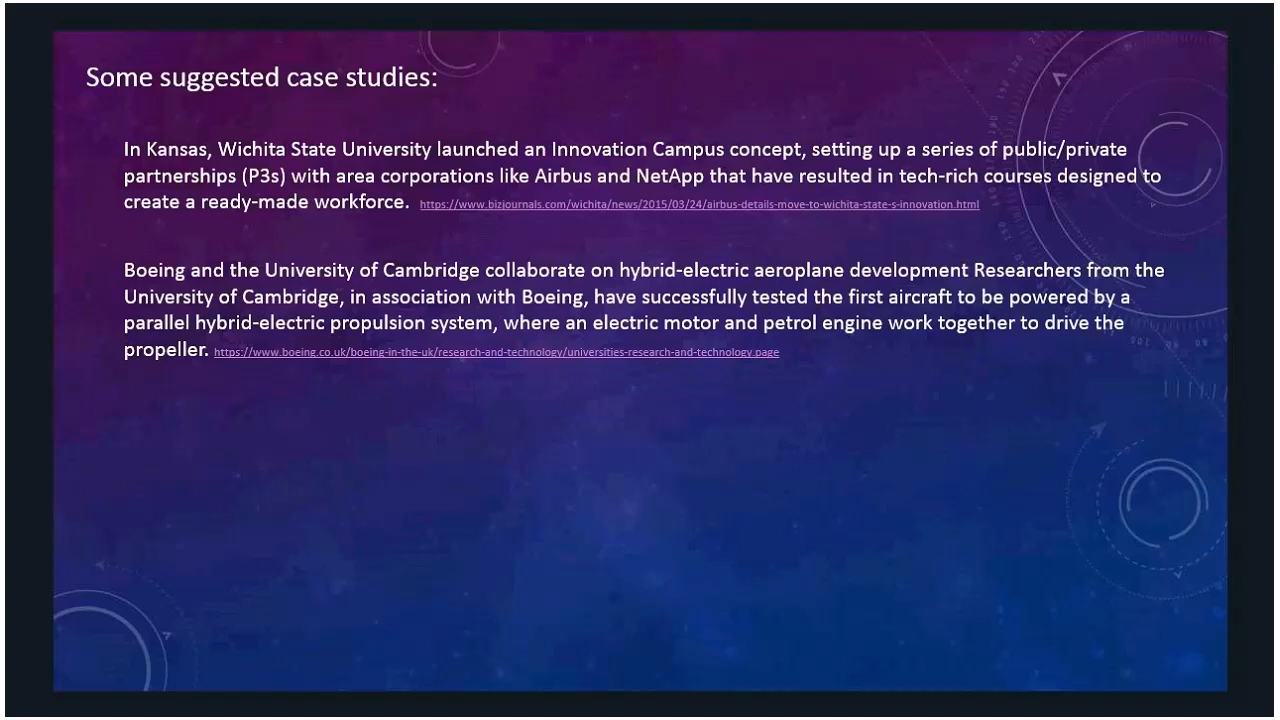 Some suggested case studies:
In Kansas, Wichita State University launched an Innovation Campus concept, setting up a series of public/private
partnerships (P3s) with area corporations like Airbus and NetApp that have resulted in tech-rich courses designed to
create a ready-made workforce. https://www.bizjournals.com/wichita/news/2015/03/24/airbus-details-move-to-wichita-state-s-innovation.html
Boeing and the University of Cambridge collaborate on hybrid-electric aeroplane development Researchers from the
University of Cambridge, in association with Boeing, have successfully tested the first aircraft to be powered by a
parallel hybrid-electric propulsion system, where an electric motor and petrol engine work together to drive the
propeller. https://www.boeing.co.uk/boeing-in-the-uk/research-and-technology/universities-research-and-technology.page